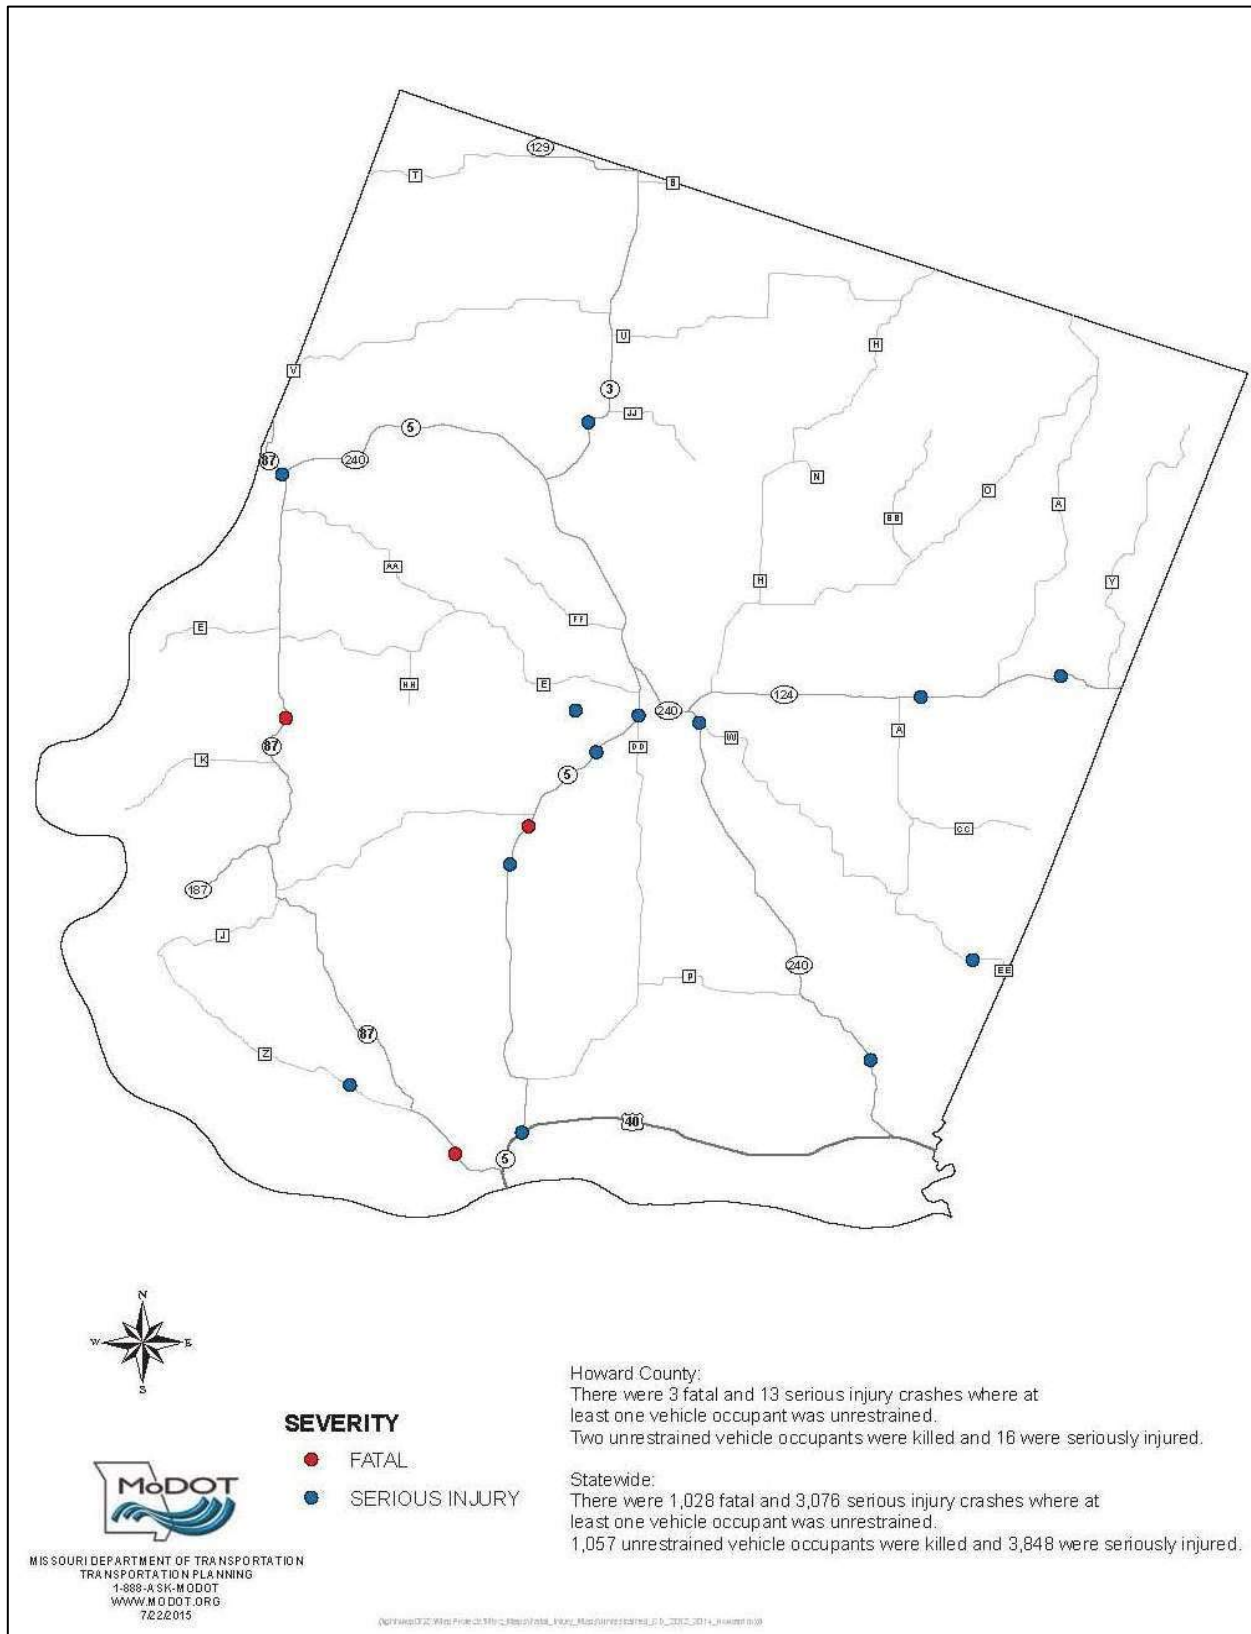 129
T
B
U
H
V
3
JJ
5
87
240
N
O
BB
A
AA
H
Y
FF
E
HH
E
124
240
W
A
87
K
DD
5
CC
187
J
240
P
EE
87
Z
40
5
N
W E
S
SEVERITY
FATAL
SERIOUS INJURY
Howard County:
There were 3 fatal and 13 serious injury crashes where at
least one vehicle occupant was unrestrained.
Two unrestrained vehicle occupants were killed and 16 were seriously injured.
Statewide:
There were 1,028 fatal and 3,076 serious injury crashes where at
least one vehicle occupant was unrestrained.
1,057 unrestrained vehicle occupants were killed and 3,848 were seriously injured.
MoDOT
MISSOURI DEPARTMENT OF TRANSPORTATION
TRANSPORTATION PLANNING
1-888-ASK-MODOT
WWW.MODOT.ORG
7/22/2015